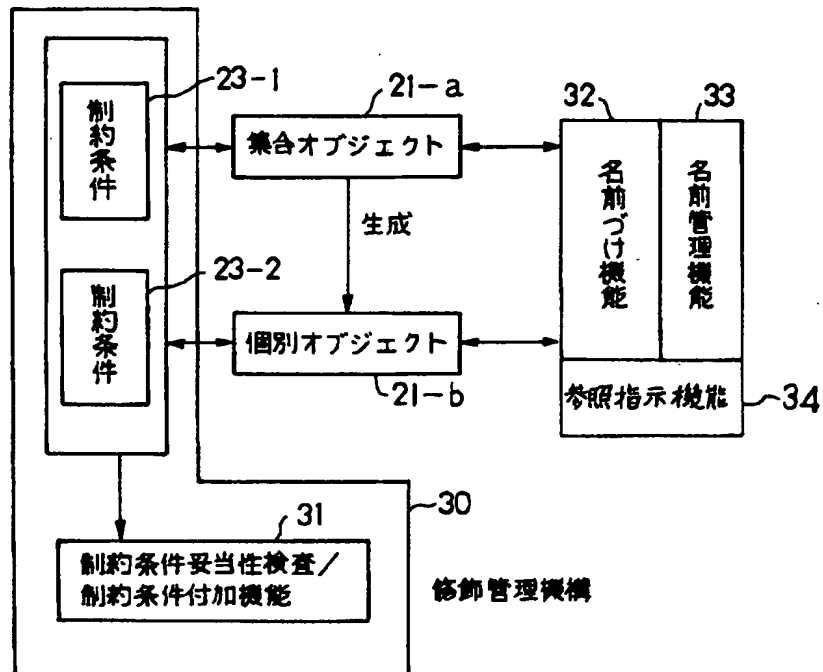 23-1
制約条件
21-a
集合オブジェクト
32
33
名前づけ機能
名前管理機能
生成
23-2
制約条件
個別オブジェクト
21-b
参照指示機能
34
30
31
制約条件妥当性検査/
制約条件付加機能
修飾管理機構